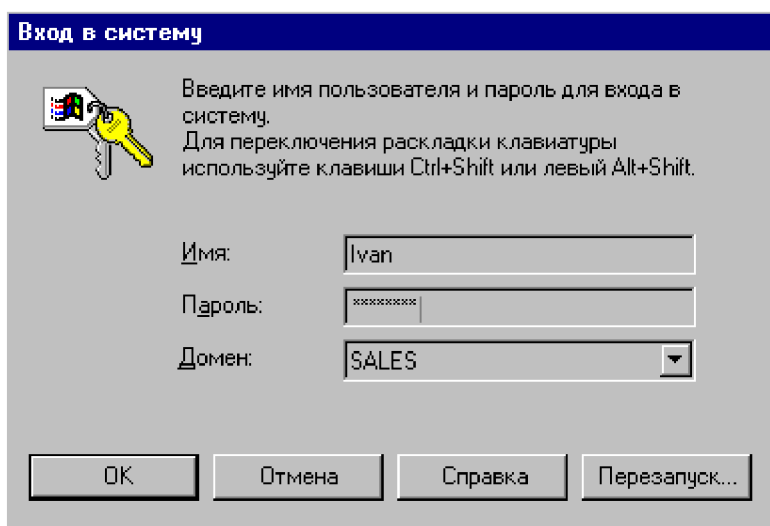 Вход в систему
Введите имя пользователя и пароль для входа в
систему.
Для переключения раскладки клавиатуры
используйте клавиши Ctrl+Shift или левый Alt+Shift.
Имя: Ivan
Пароль: ********
Домен: SALES
OK Отмена Справка Перезапуск...